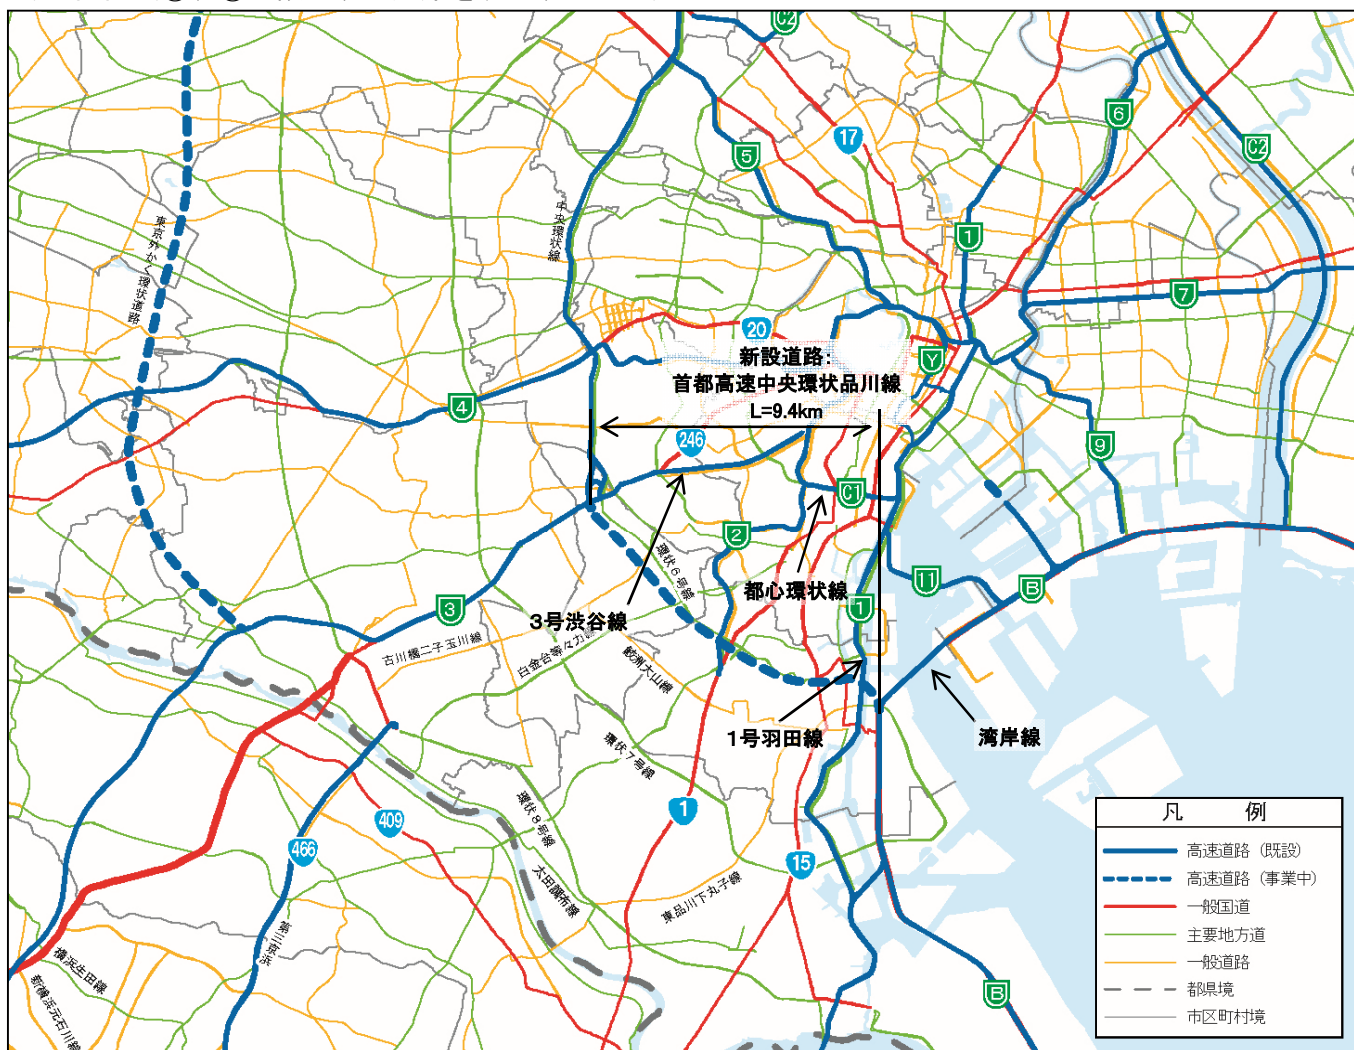 C2
6
17
5
C2
中央環状線
東京外かく環状道路
1
7
20
新設道路:
首都高速中央環状品川線
L=9.4km
Y
4
246
9
C1
2
環状6号線
都心環状線
11
B
3
1
3号渋谷線
古川橋二子玉川線
白金台等々力線
鮫洲大山線
1号羽田線
湾岸線
環状7号線
環状8号線
1
409
466
15
太田調布線
東品川下丸子線
第三京浜
横浜生田線
新横浜元石川線
B
凡 例
高速道路 (既設)
高速道路 (事業中)
一般国道
主要地方道
一般道路
都県境
市区町村境